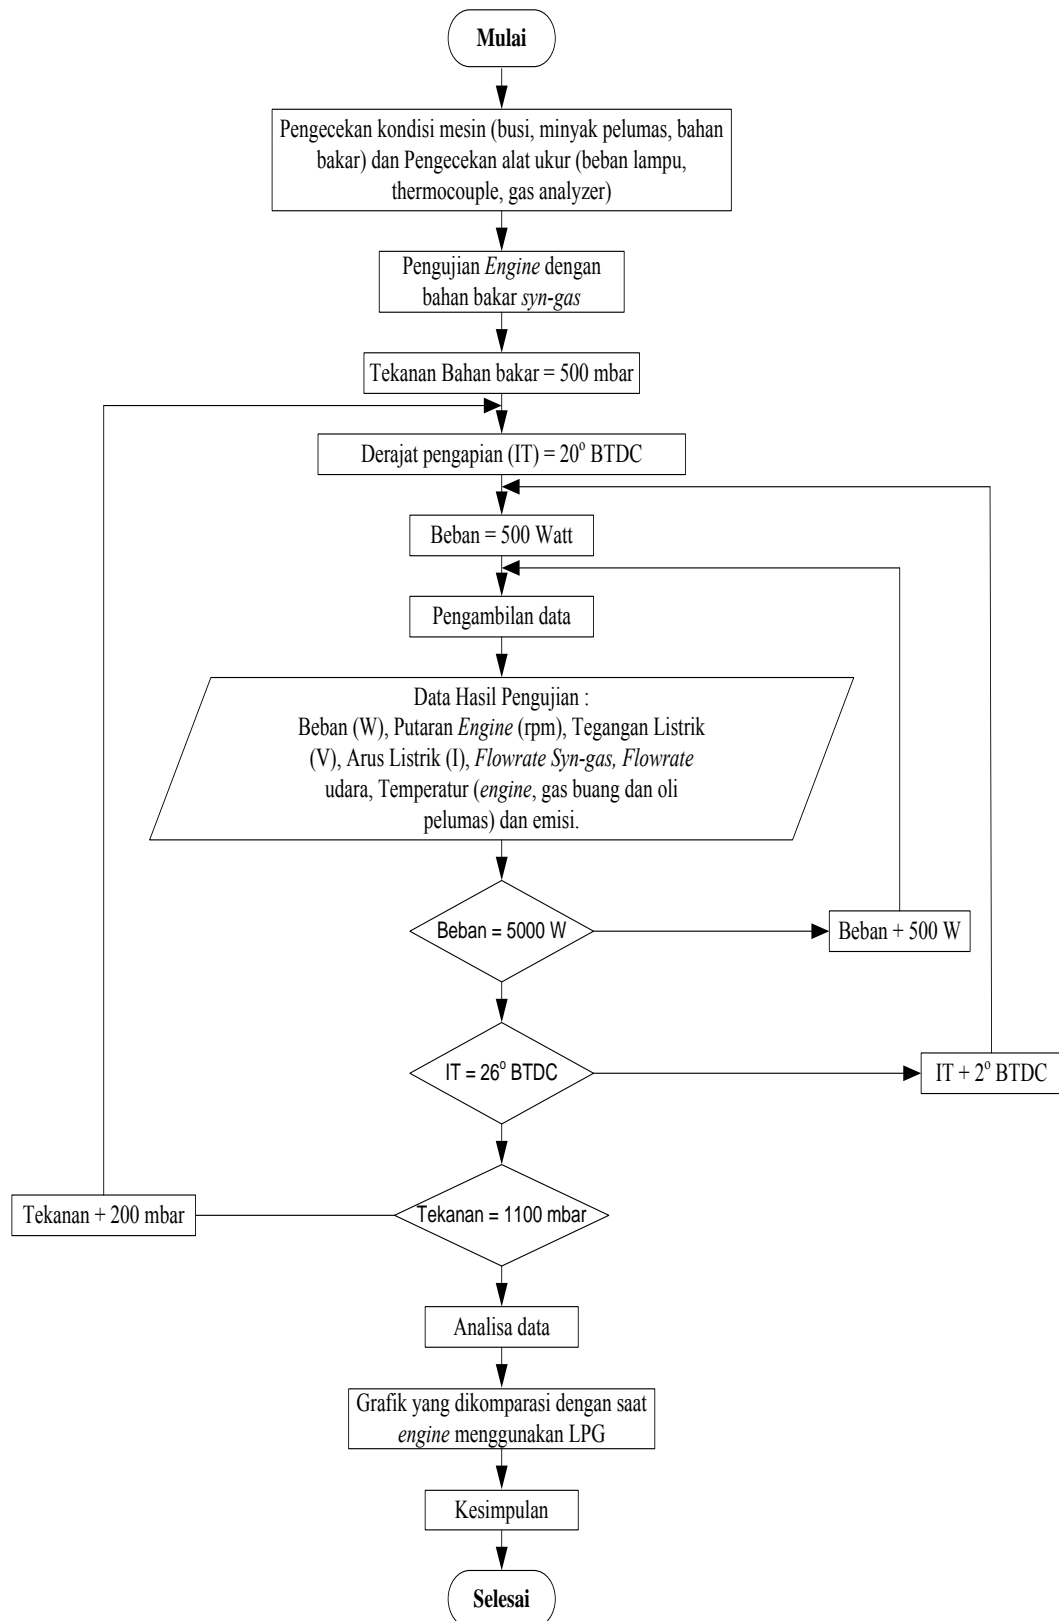 Mulai
Pengecekan kondisi mesin (busi, minyak pelumas, bahan
bakar) dan Pengecekan alat ukur (beban lampu,
thermocouple, gas analyzer)
Pengujian Engine dengan
bahan bakar syn-gas
Tekanan Bahan bakar = 500 mbar
Derajat pengapian (IT) = 20° BTDC
Beban = 500 Watt
Pengambilan data
Data Hasil Pengujian :
Beban (W), Putaran Engine (rpm), Tegangan Listrik
(V), Arus Listrik (I), Flowrate Syn-gas, Flowrate
udara, Temperatur (engine, gas buang dan oli
pelumas) dan emisi.
Beban = 5000 W
Beban + 500 W
IT = 26° BTDC
IT + 2° BTDC
Tekanan + 200 mbar
Tekanan = 1100 mbar
Analisa data
Grafik yang dikomparasi dengan saat
engine menggunakan LPG
Kesimpulan
Selesai